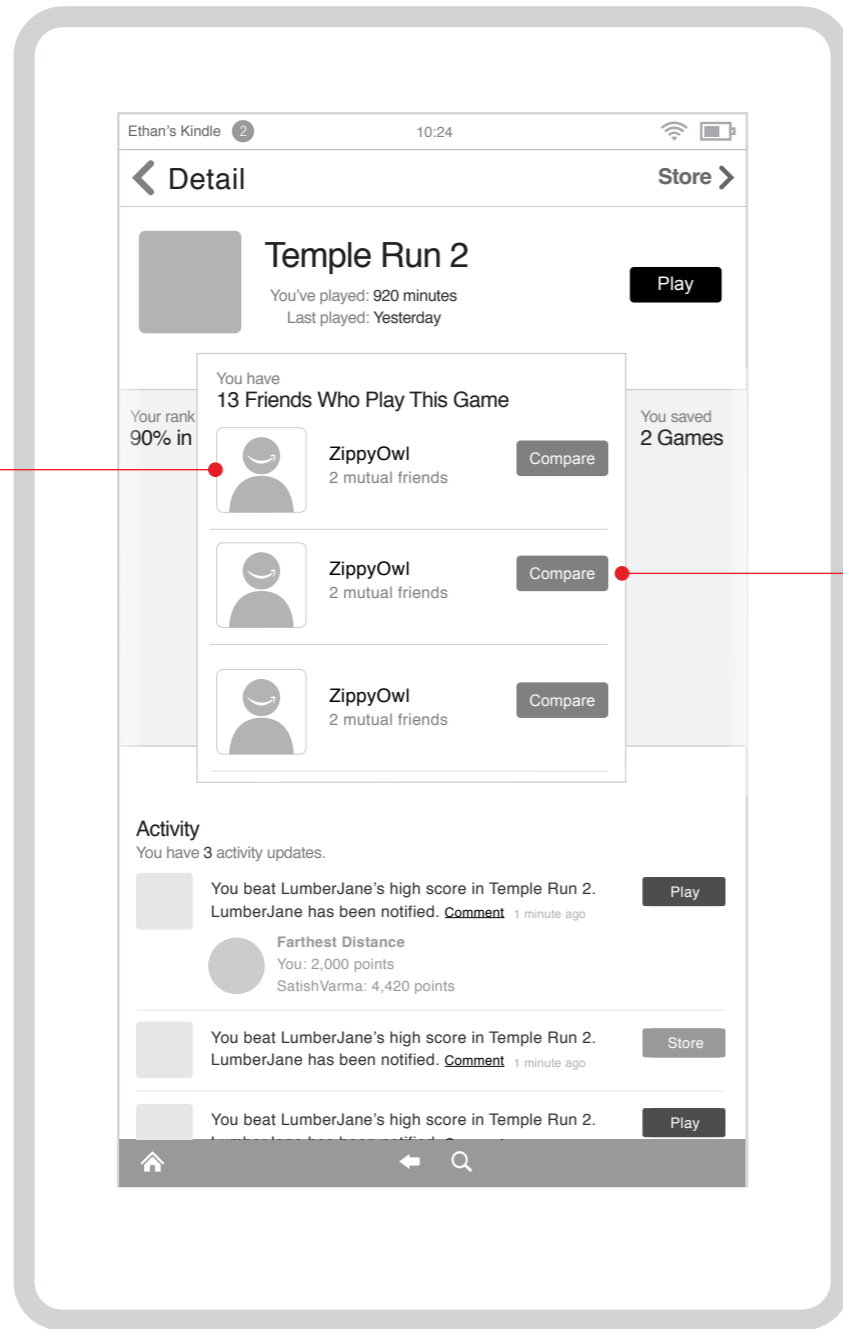 Ethan's Kindle 2 10:24
Detail Store
Temple Run 2
You've played: 920 minutes
Last played: Yesterday
Play
You have
13 Friends Who Play This Game
Your rank
90% in
You saved
2 Games
ZippyOwl
2 mutual friends
Compare
ZippyOwl
2 mutual friends
Compare
ZippyOwl
2 mutual friends
Compare
Activity
You have 3 activity updates.
You beat LumberJane's high score in Temple Run 2.
LumberJane has been notified. Comment 1 minute ago
Play
Farthest Distance
You: 2,000 points
SatishVarma: 4,420 points
You beat LumberJane's high score in Temple Run 2.
LumberJane has been notified. Comment 1 minute ago
Store
You beat LumberJane's high score in Temple Run 2.
Play